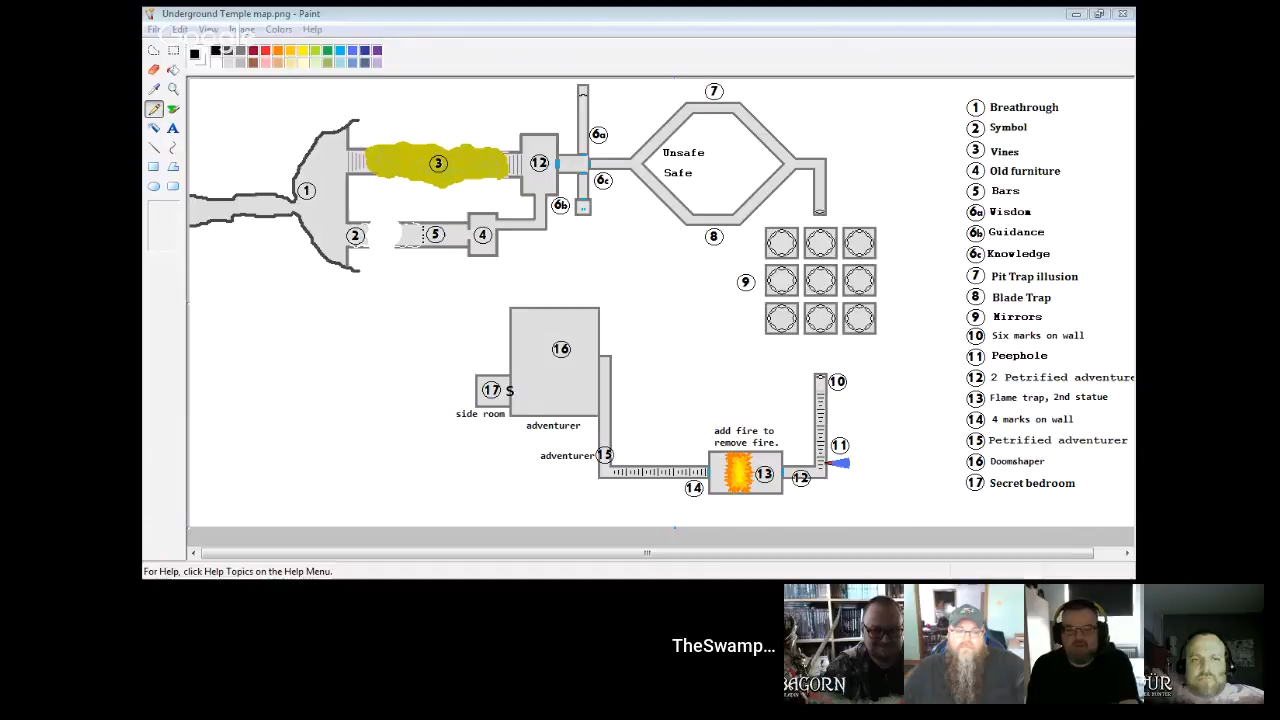 Underground Temple map.png - Paint
File Edit View Image Colors Help
Google
7
6a
1 Breathrough
2 Symbol
3 Vines
4 Old furniture
5 Bars
6a Wisdom
6b Guidance
6c Knowledge
7 Pit Trap illusion
8 Blade Trap
9 Mirrors
10 Six marks on wall
11 Peephole
12 2 Petrified adventure
13 Flame trap, 2nd statue
14 4 marks on wall
15 Petrified adventurer
16 Doomshaper
17 Secret bedroom
3
12
Unsafe
Safe
6c
1
6b
2
5
4
8
9
16
17 S
side room
adventurer
10
add fire to
remove fire.
11
adventurer 15
13
12
14
For Help, click Help Topics on the Help Menu.
TheSwamp...
BAGORN
ÜR